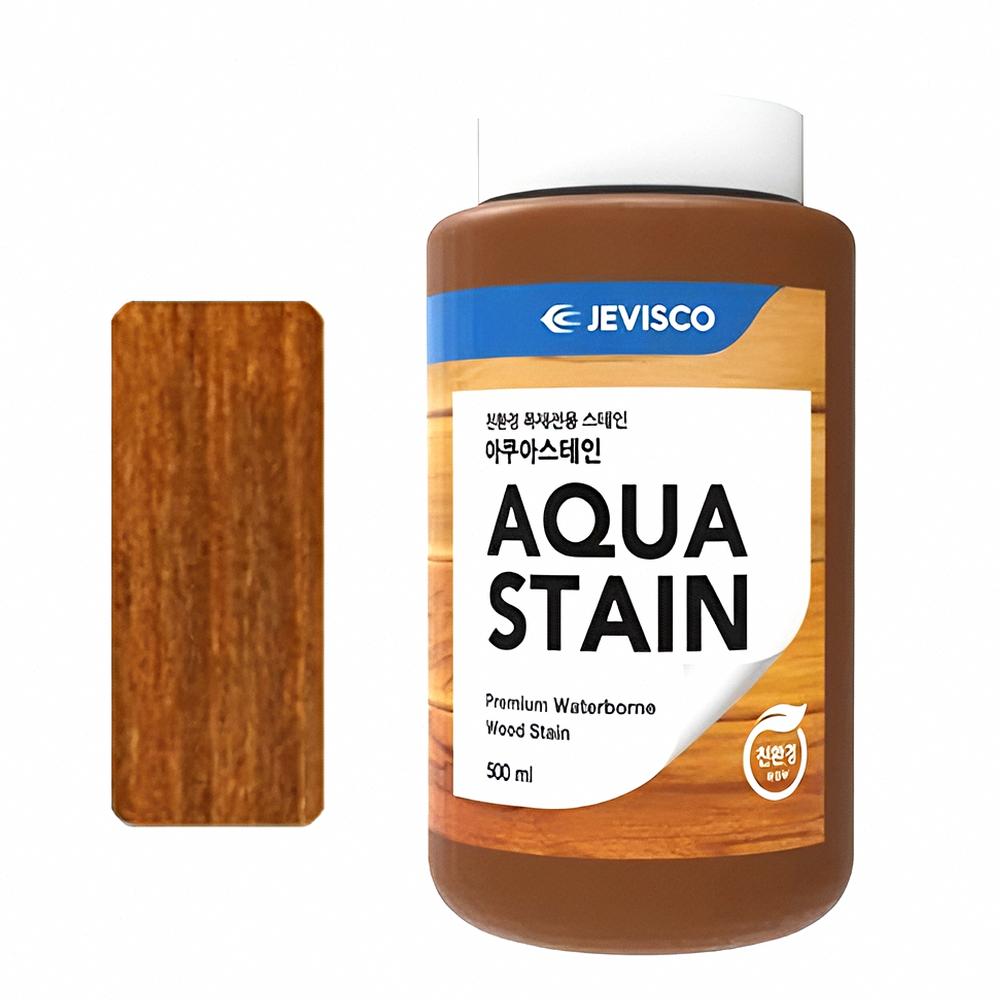 JEVISCO
친환경 목재전용 스테인
아쿠아스테인
AQUA
STAIN
Premium Waterborne
Wood Stain
500 ml
친환경